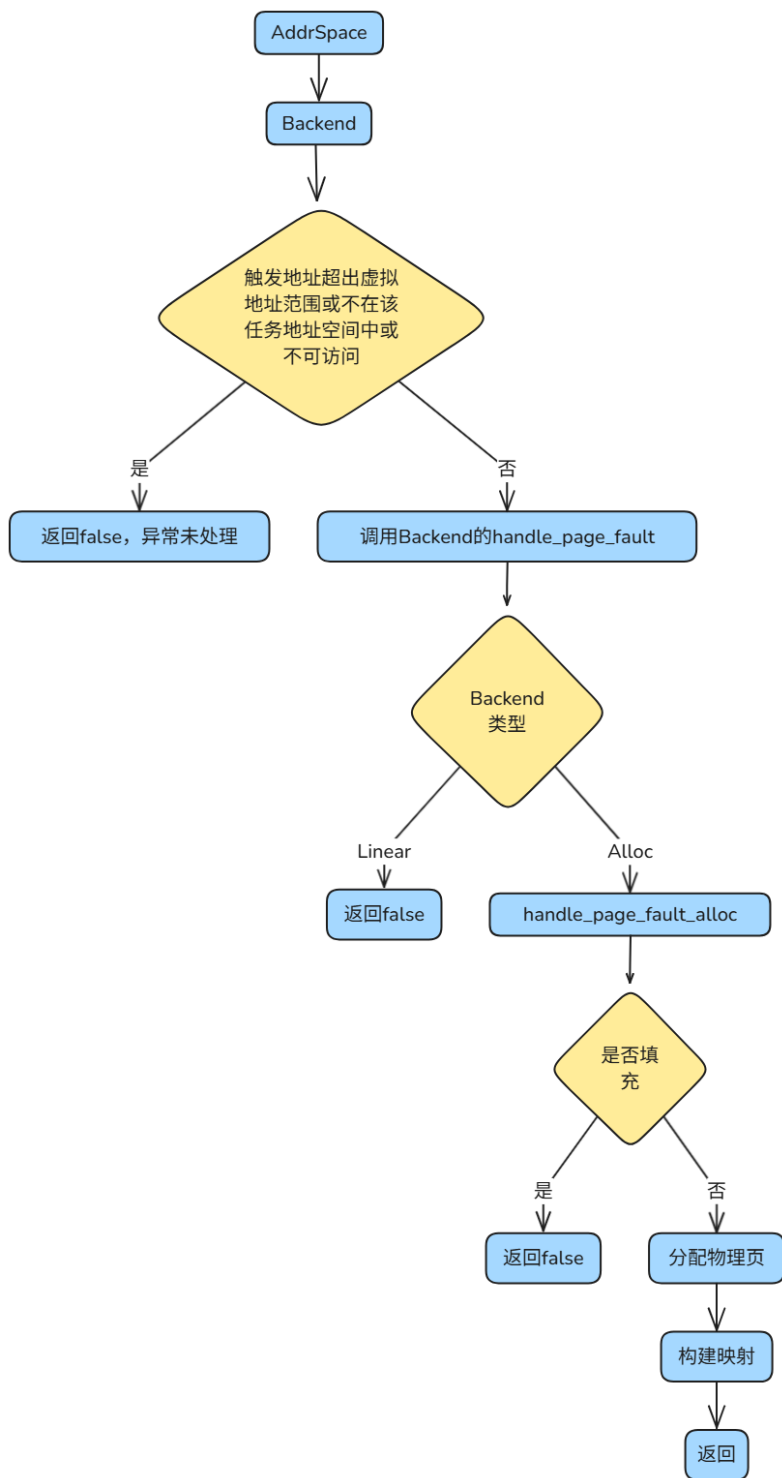 AddrSpace
Backend
触发地址超出虚拟
地址范围或不在该
任务地址空间中或
不可访问
是
否
返回false，异常未处理
调用Backend的handle_page_fault
Backend
类型
Linear
Alloc
返回false
handle_page_fault_alloc
是否填
充
是
否
返回false
分配物理页
构建映射
返回